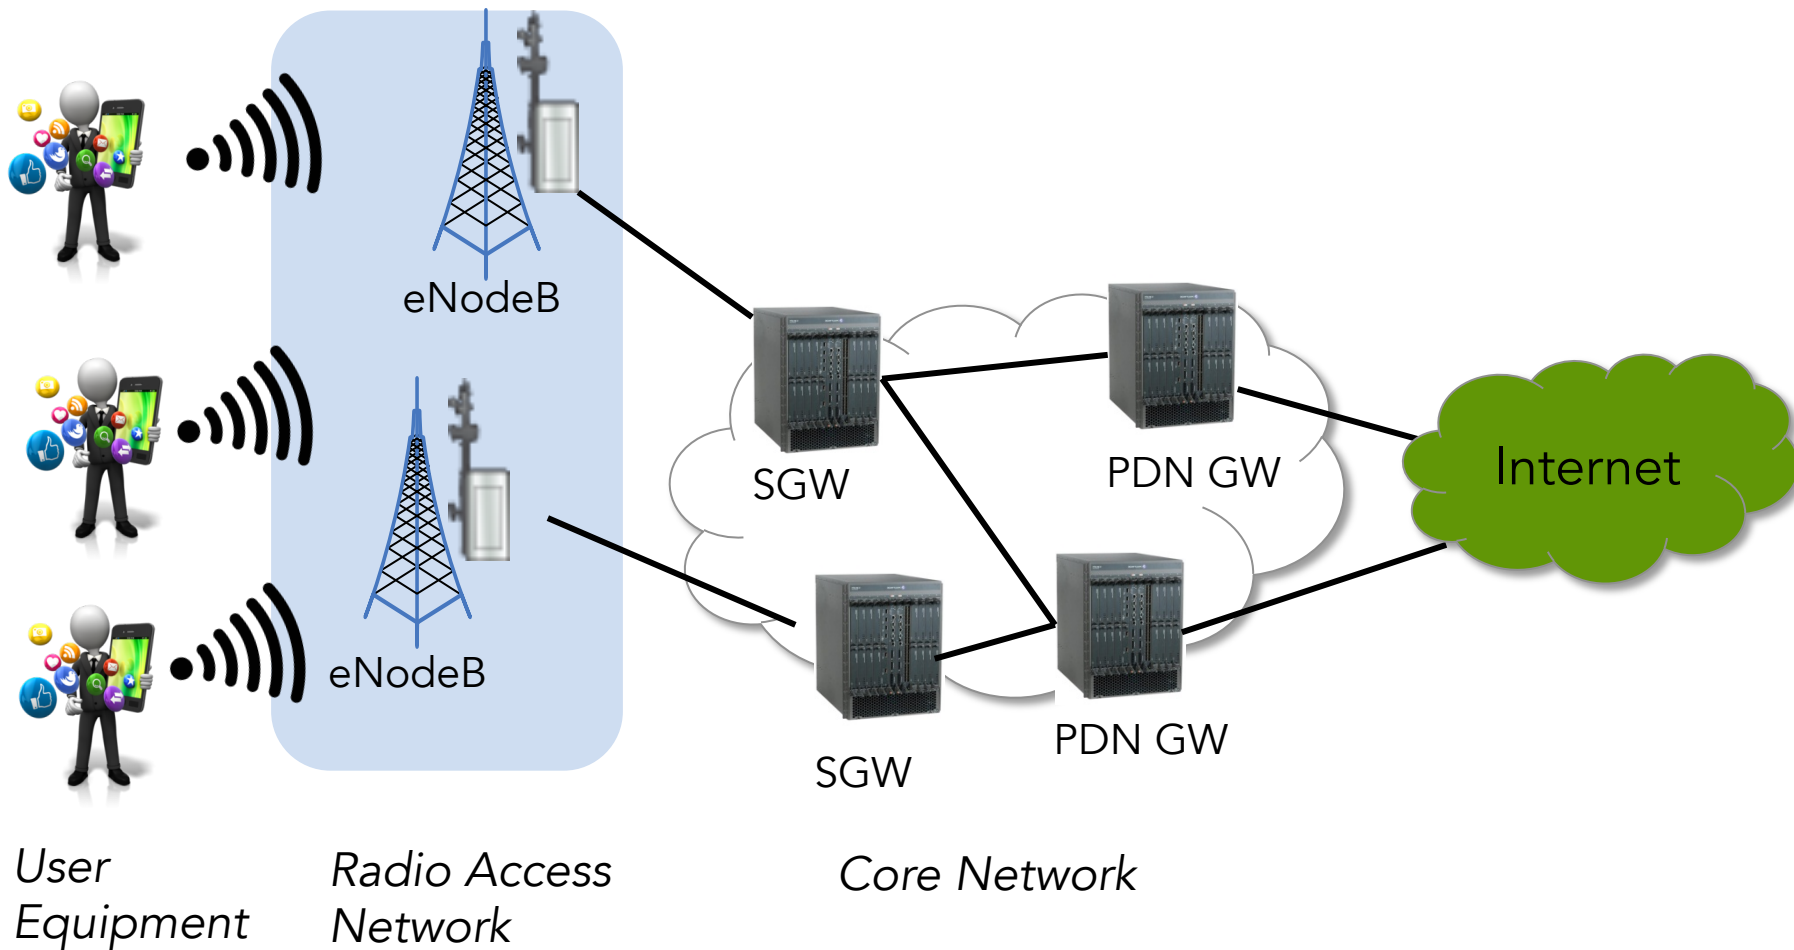 eNodeB
eNodeB
SGW
PDN GW
Internet
SGW
PDN GW
User
Equipment
Radio Access
Network
Core Network